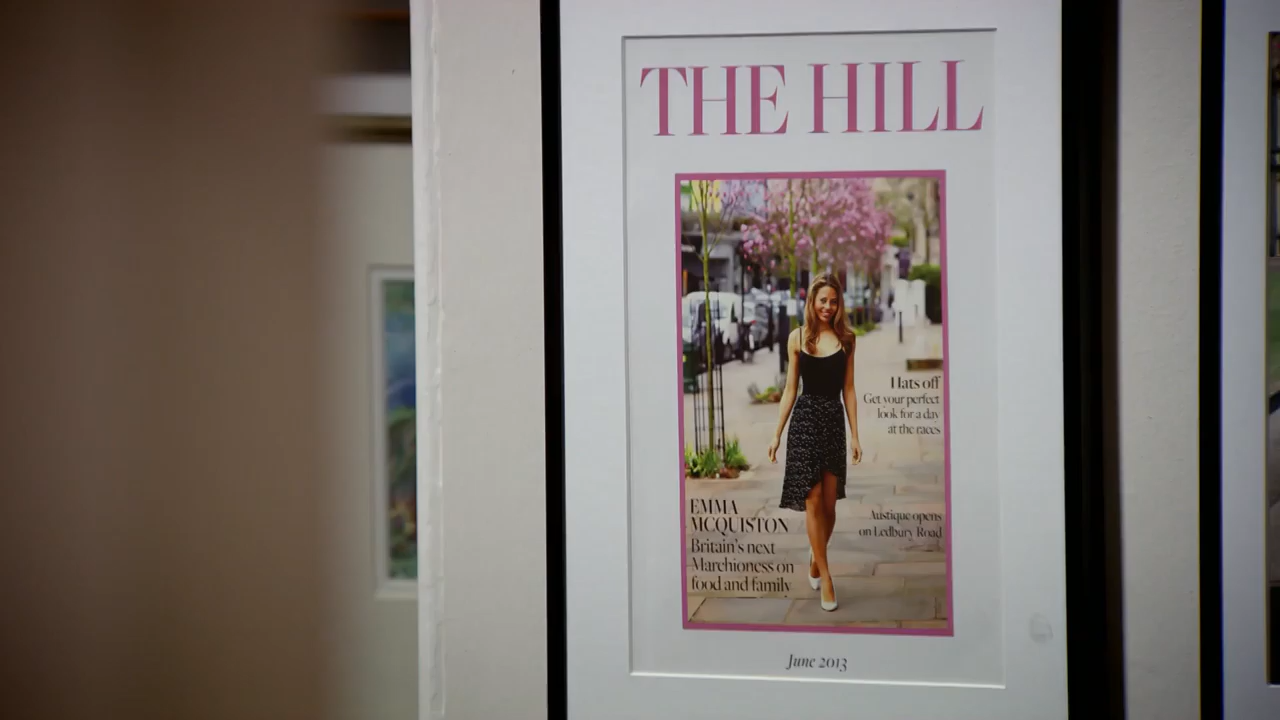 THE HILL
Hats off
Get your perfect
look for a day
at the races
EMMA
MCQUISTON
Britain's next
Marchioness on
food and family
Austique opens
on Ledbury Road
June 2013